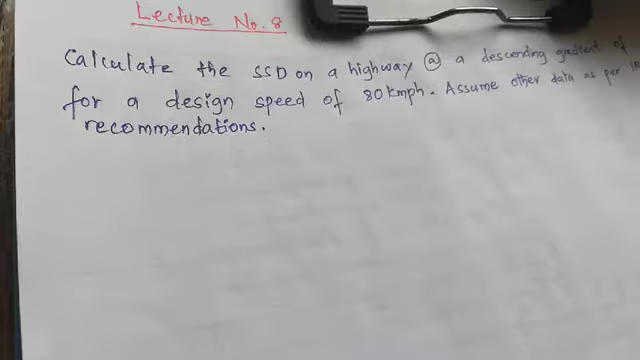 Lecture No. 8
Calculate the SSD on a highway @ a descending gradient of
for a design speed of 80 kmph. Assume other data as per
recommendations.